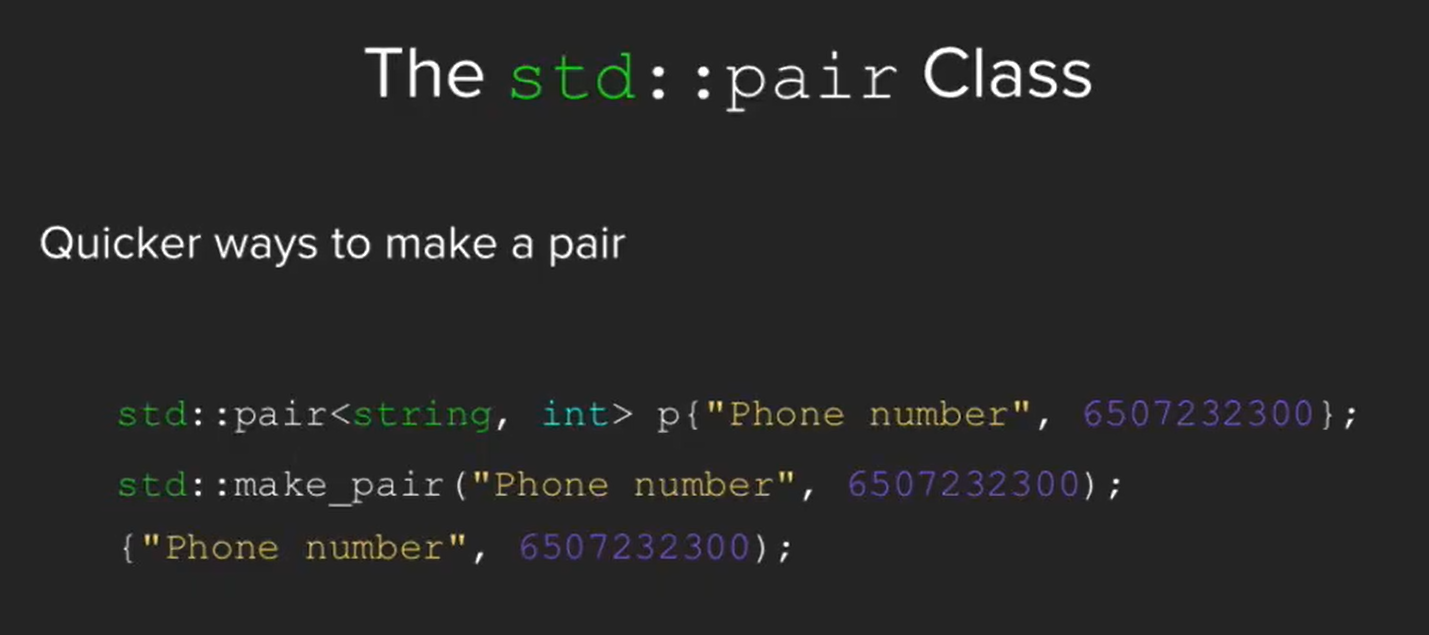 The std::pair Class
Quicker ways to make a pair
std::pair<string, int> p{"Phone number", 6507232300};
std::make_pair("Phone number", 6507232300);
{"Phone number", 6507232300);